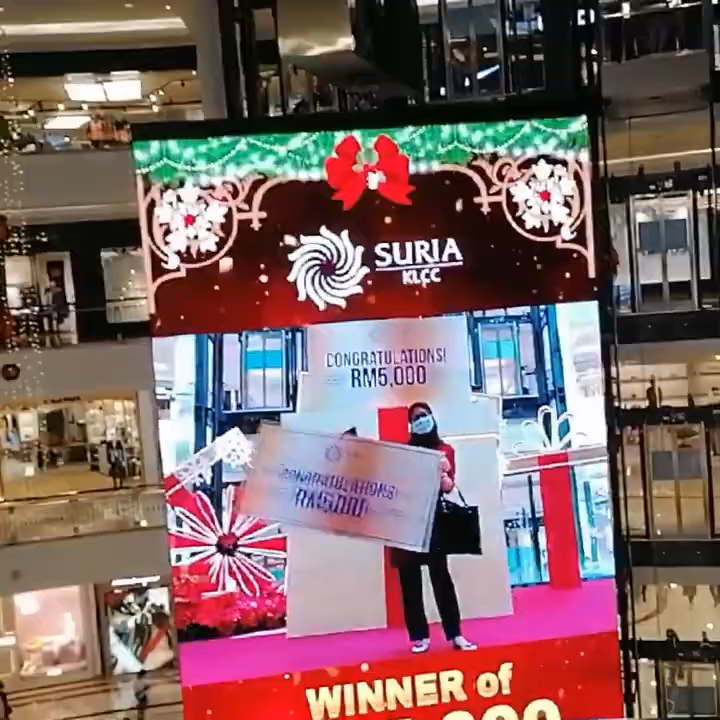 SURIA
KLCC
CONGRATULATIONS!
RM5,000
CONGRATULATIONS!
RM5,000
WINNER of